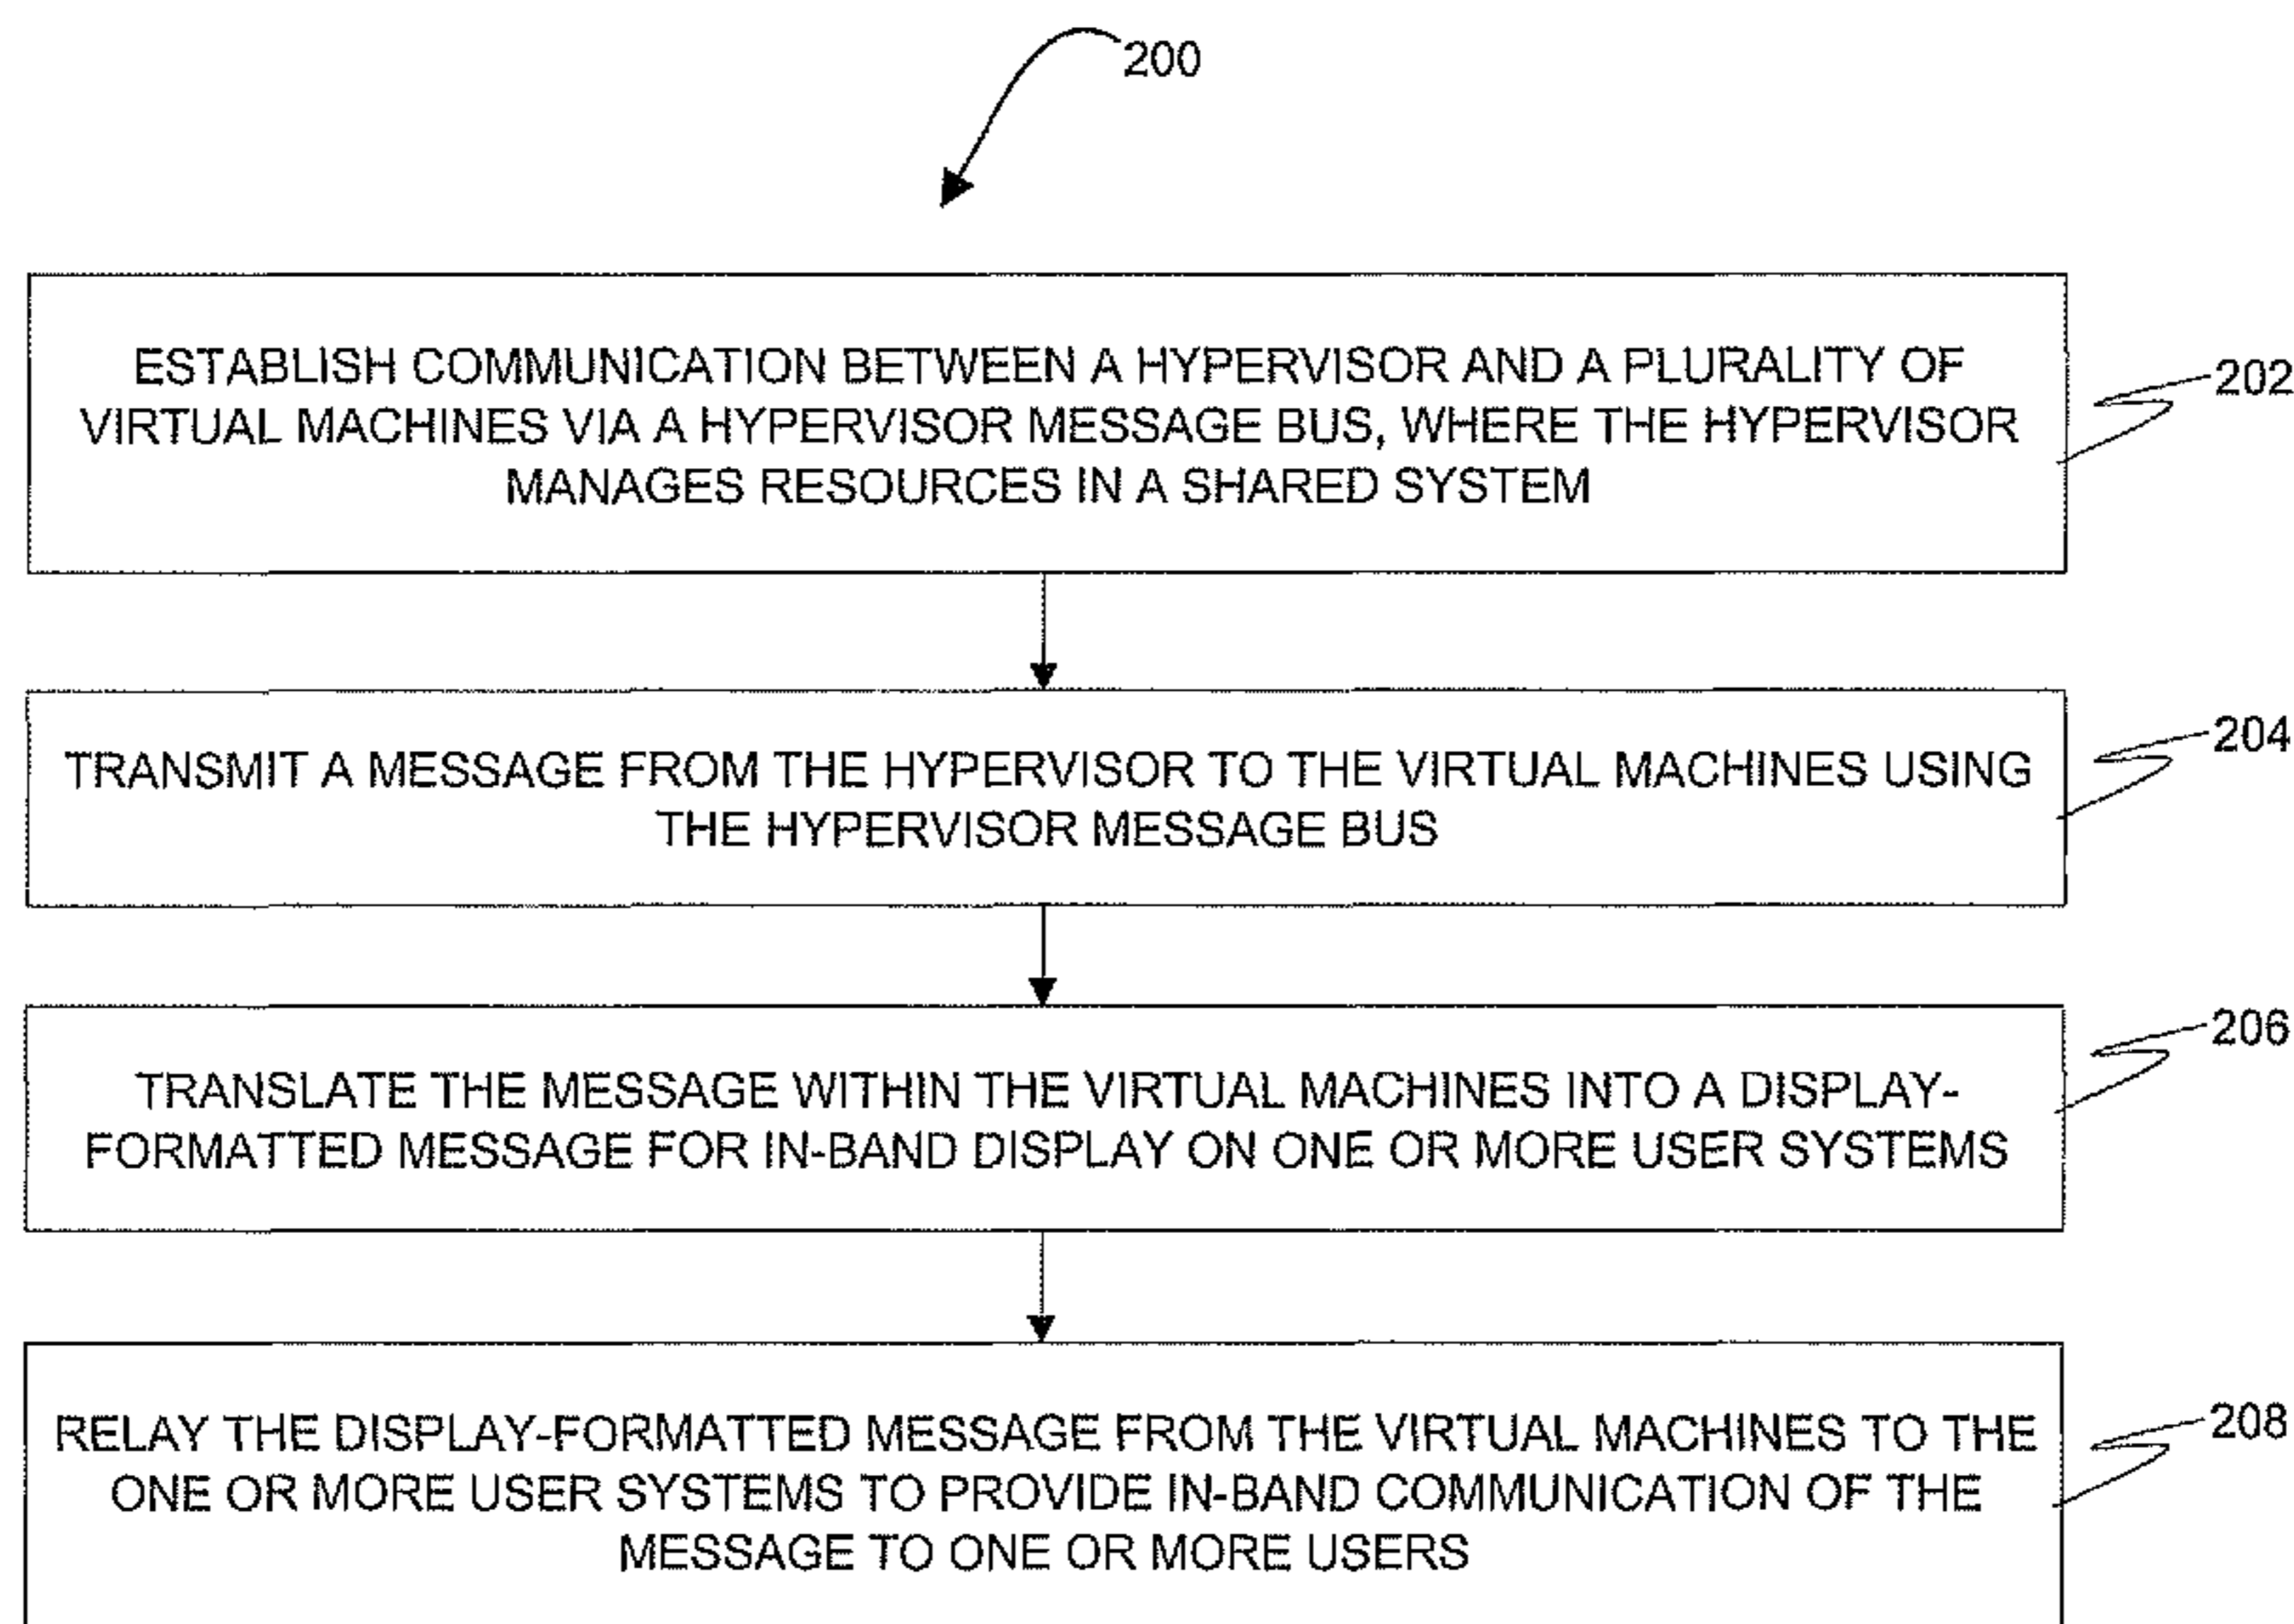 200
ESTABLISH COMMUNICATION BETWEEN A HYPERVISOR AND A PLURALITY OF
VIRTUAL MACHINES VIA A HYPERVISOR MESSAGE BUS, WHERE THE HYPERVISOR
MANAGES RESOURCES IN A SHARED SYSTEM
202
TRANSMIT A MESSAGE FROM THE HYPERVISOR TO THE VIRTUAL MACHINES USING
THE HYPERVISOR MESSAGE BUS
204
TRANSLATE THE MESSAGE WITHIN THE VIRTUAL MACHINES INTO A DISPLAY-
FORMATTED MESSAGE FOR IN-BAND DISPLAY ON ONE OR MORE USER SYSTEMS
206
RELAY THE DISPLAY-FORMATTED MESSAGE FROM THE VIRTUAL MACHINES TO THE
ONE OR MORE USER SYSTEMS TO PROVIDE IN-BAND COMMUNICATION OF THE
MESSAGE TO ONE OR MORE USERS
208